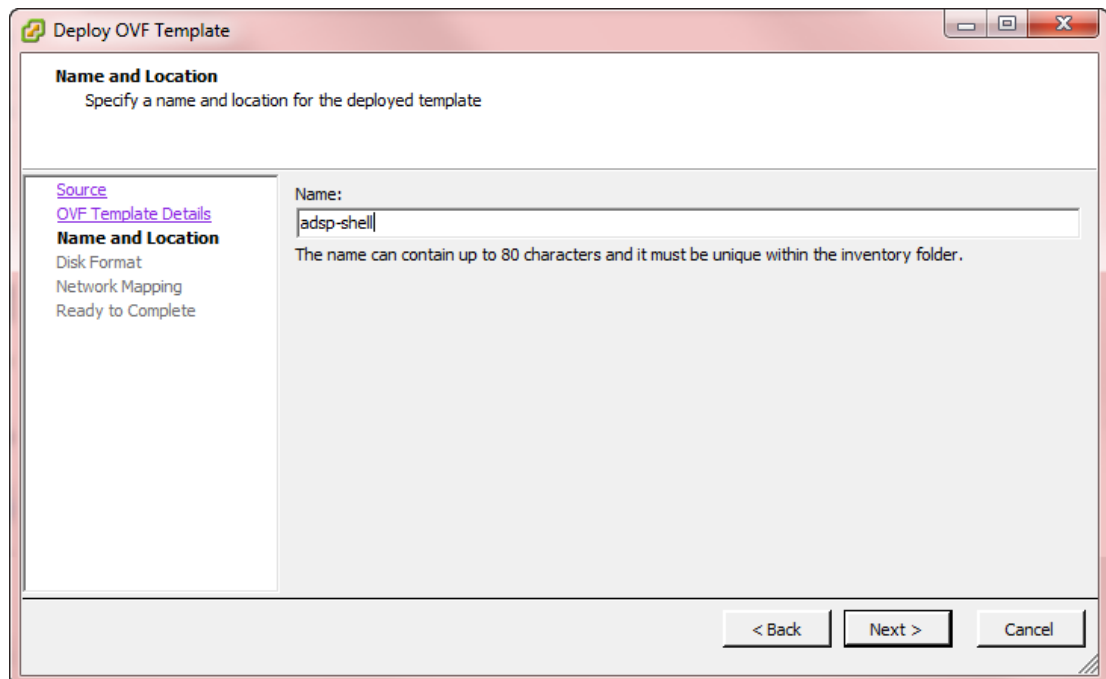 Deploy OVF Template
Name and Location
Specify a name and location for the deployed template
Source
OVF Template Details
Name and Location
Disk Format
Network Mapping
Ready to Complete
Name:
adsp-shell
The name can contain up to 80 characters and it must be unique within the inventory folder.
< Back
Next >
Cancel